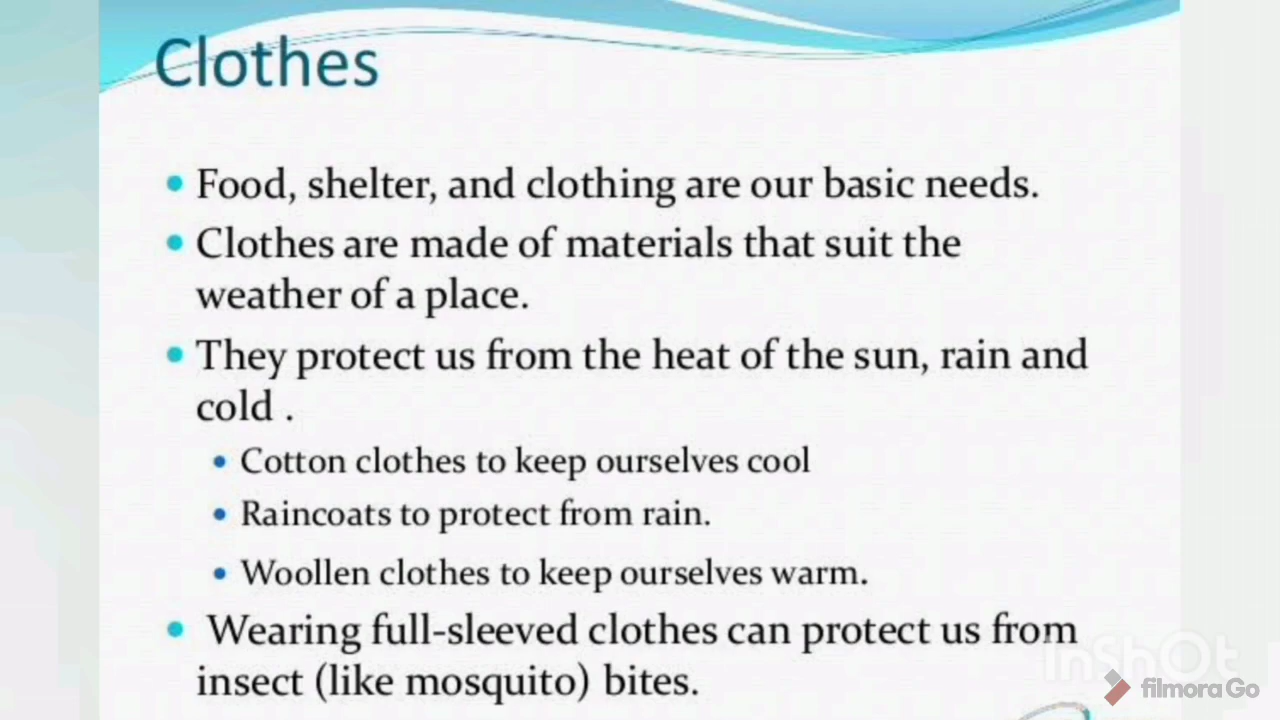 Clothes
Food, shelter, and clothing are our basic needs.
Clothes are made of materials that suit the
weather of a place.
They protect us from the heat of the sun, rain and
cold .
Cotton clothes to keep ourselves cool
Raincoats to protect from rain.
Woollen clothes to keep ourselves warm.
Wearing full-sleeved clothes can protect us from
insect (like mosquito) bites.
InShOt
filmoraGo